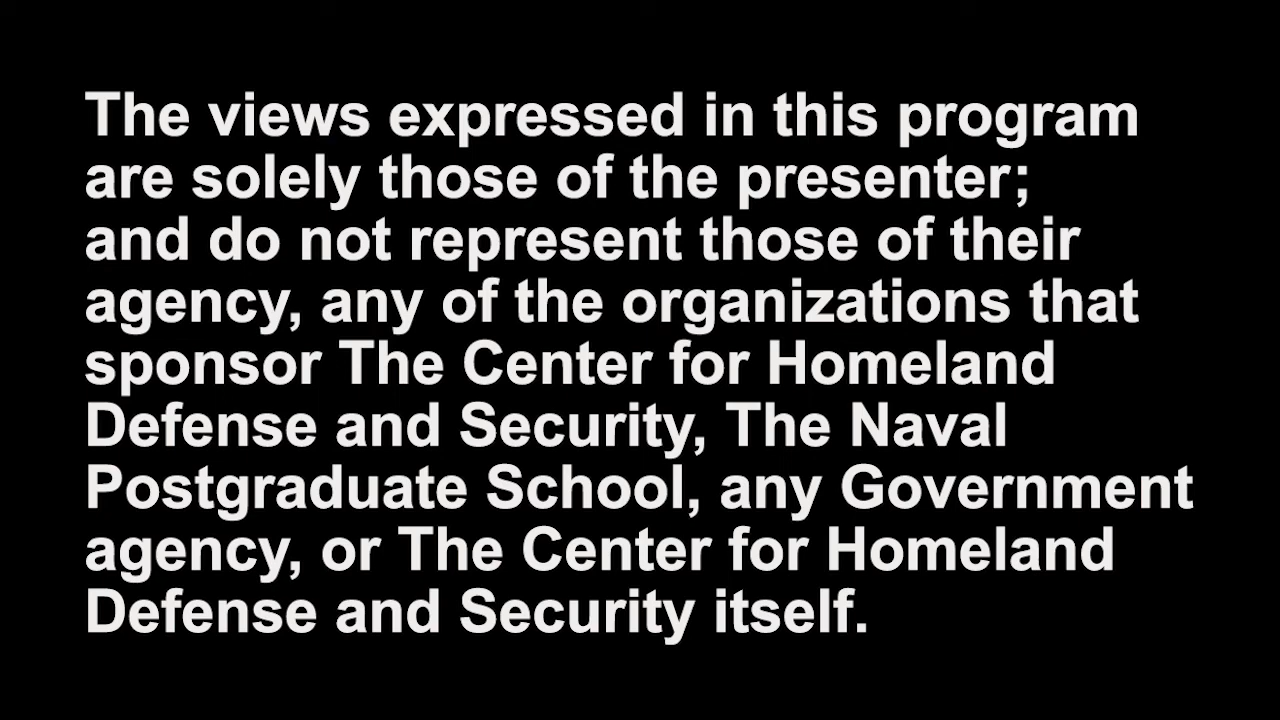 The views expressed in this program
are solely those of the presenter;
and do not represent those of their
agency, any of the organizations that
sponsor The Center for Homeland
Defense and Security, The Naval
Postgraduate School, any Government
agency, or The Center for Homeland
Defense and Security itself.